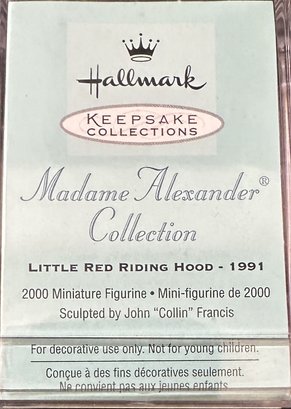 Hallmark
KEEPSAKE
COLLECTIONS
Madame Alexander®
Collection
LITTLE RED RIDING HOOD - 1991
2000 Miniature Figurine • Mini-figurine de 2000
Sculpted by John "Collin" Francis
For decorative use only. Not for young children.
Conçue à des fins décoratives seulement.
Ne convient pas aux jeunes enfants